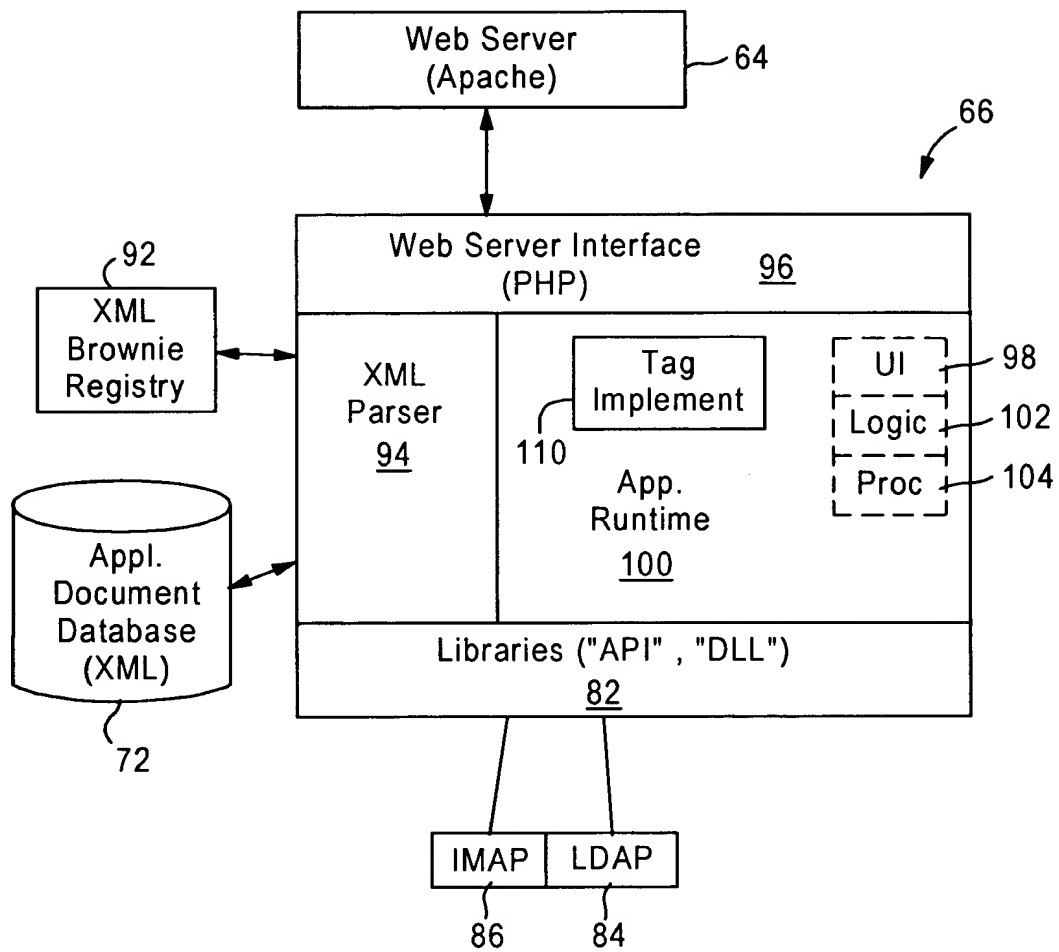 Web Server
(Apache)
64
66
Web Server Interface
(PHP)
96
92
XML
Brownie
Registry
XML
Parser
94
Tag
Implement
110
UI
98
Logic
102
Proc
104
App.
Runtime
100
Appl.
Document
Database
(XML)
72
Libraries ("API" , "DLL")
82
IMAP
LDAP
86
84